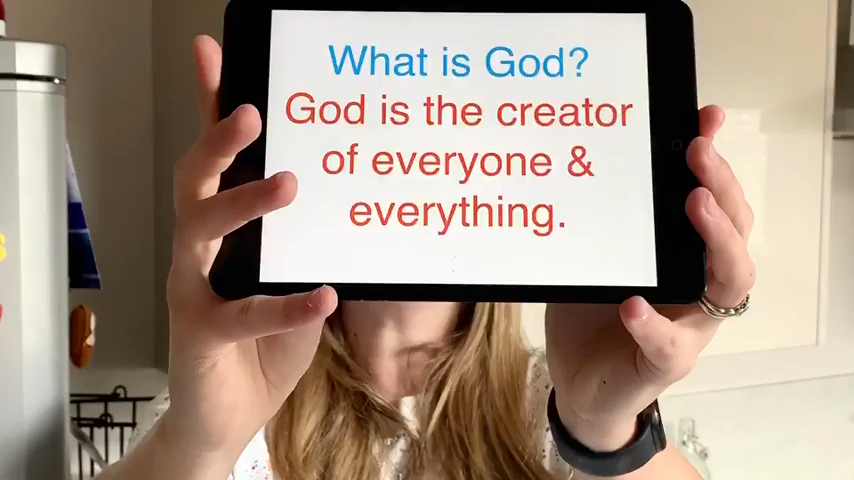 What is God?
God is the creator
of everyone &
everything.